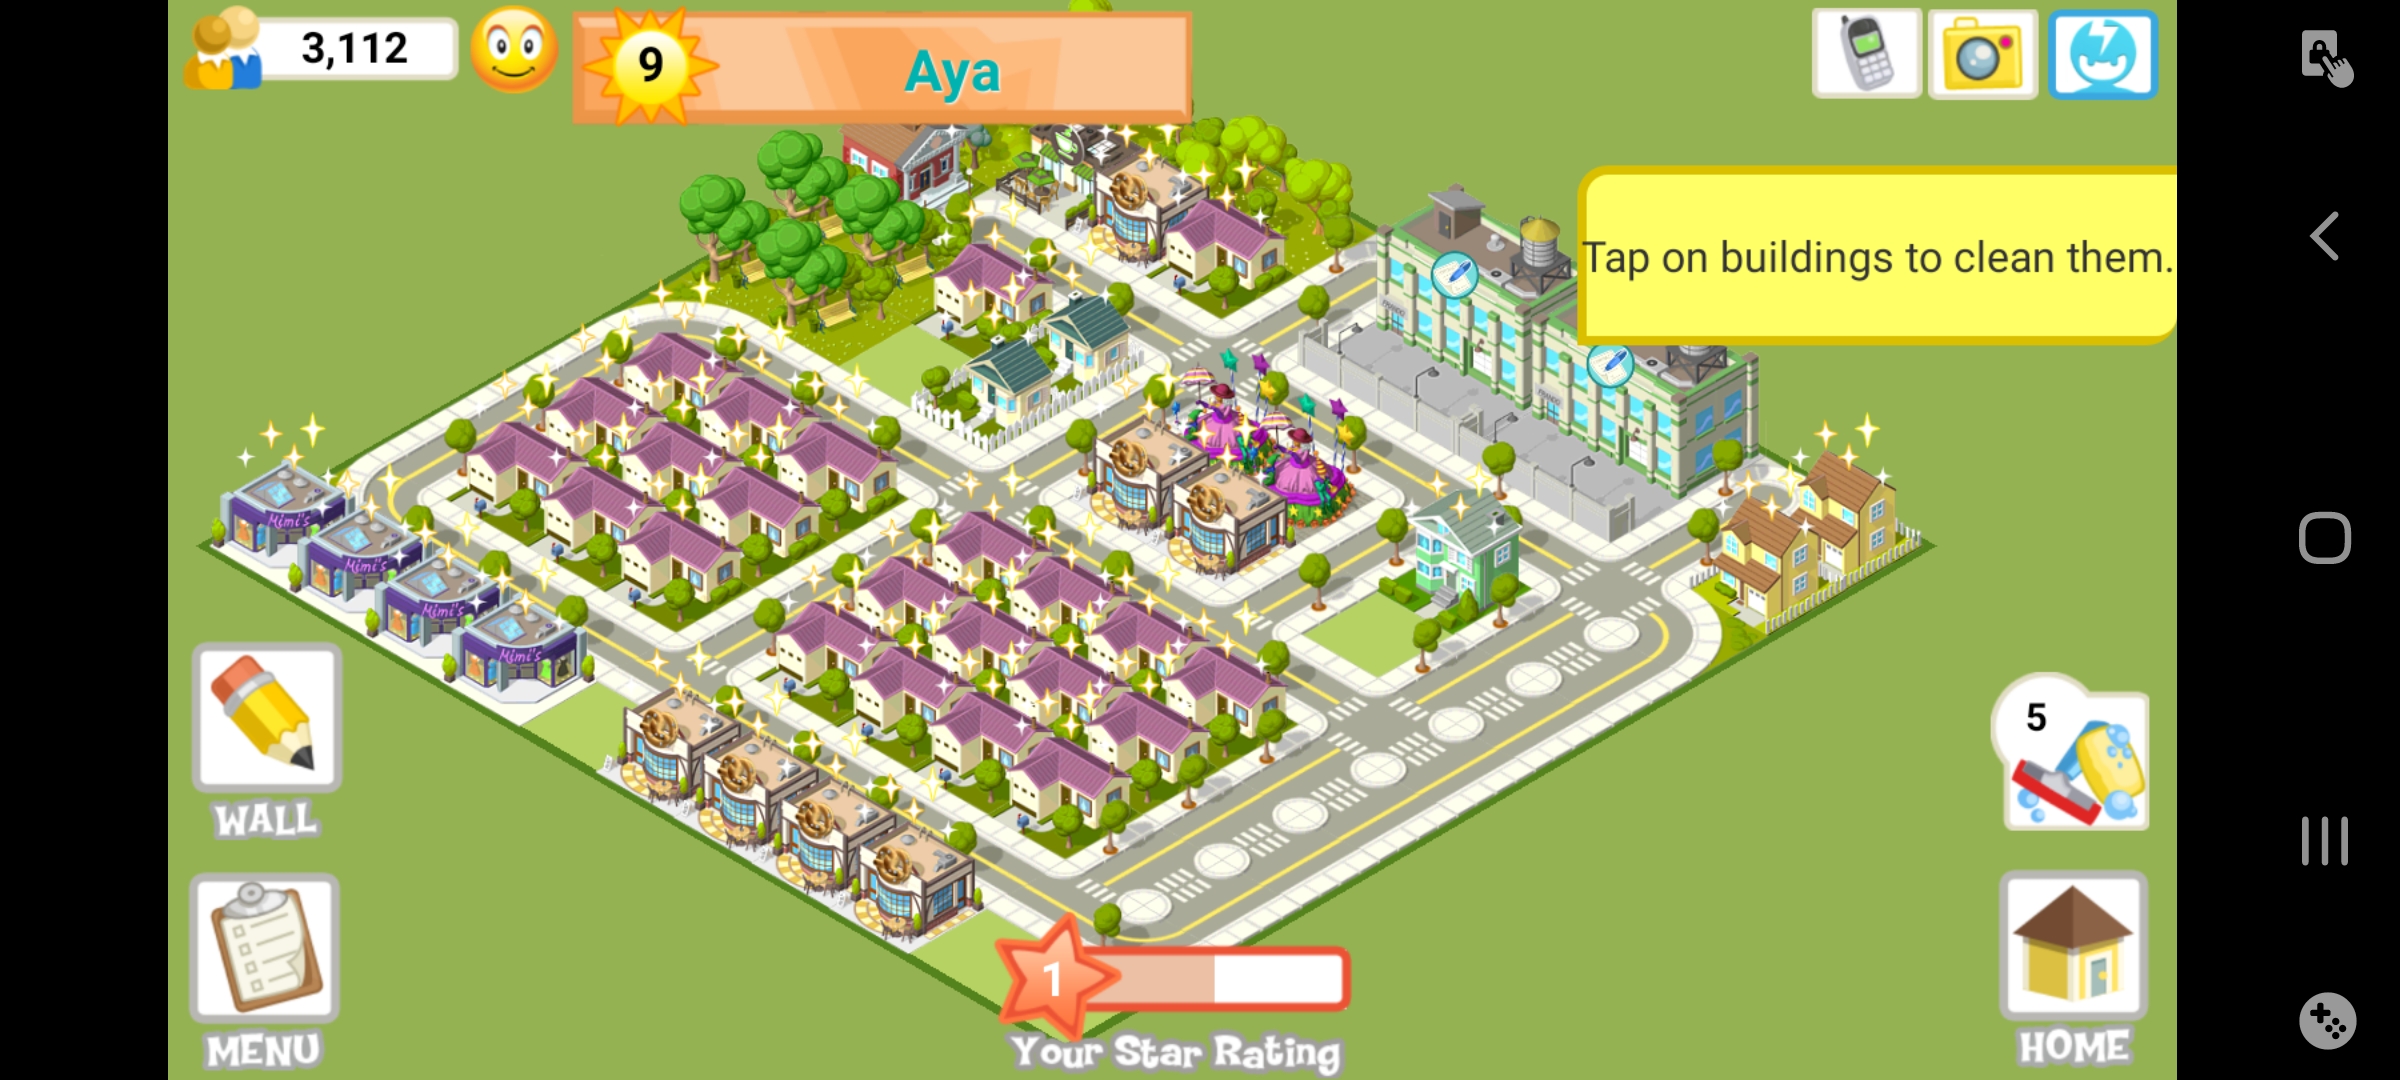 3,112
9
Aya
Tap on buildings to clean them.
Mimi's
Mimi's
Mimi's
Mimi's
5
WALL
MENU
1
Your Star Rating
HOME